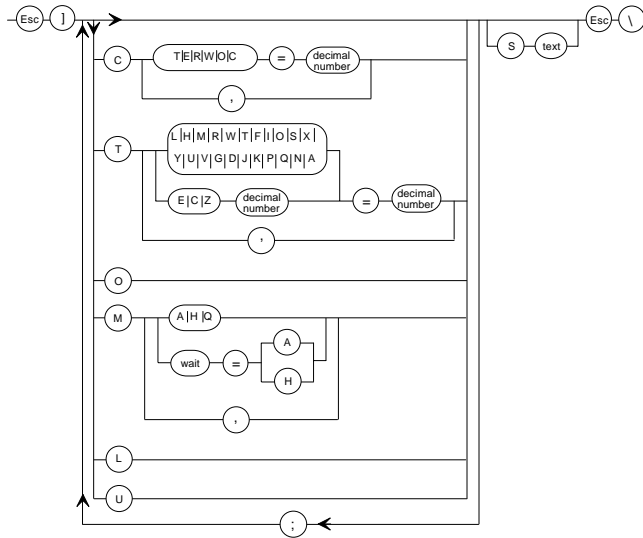 Esc ] Esc \
S text
C T|E|R|W|O|C = decimal number
,
T L|H|M|R|W|T|F|I|O|S|X|
Y|U|V|G|D|J|K|P|Q|N|A
E|C|Z decimal number = decimal number
,
O
M A|H|Q
wait = A
H
,
L
U
;